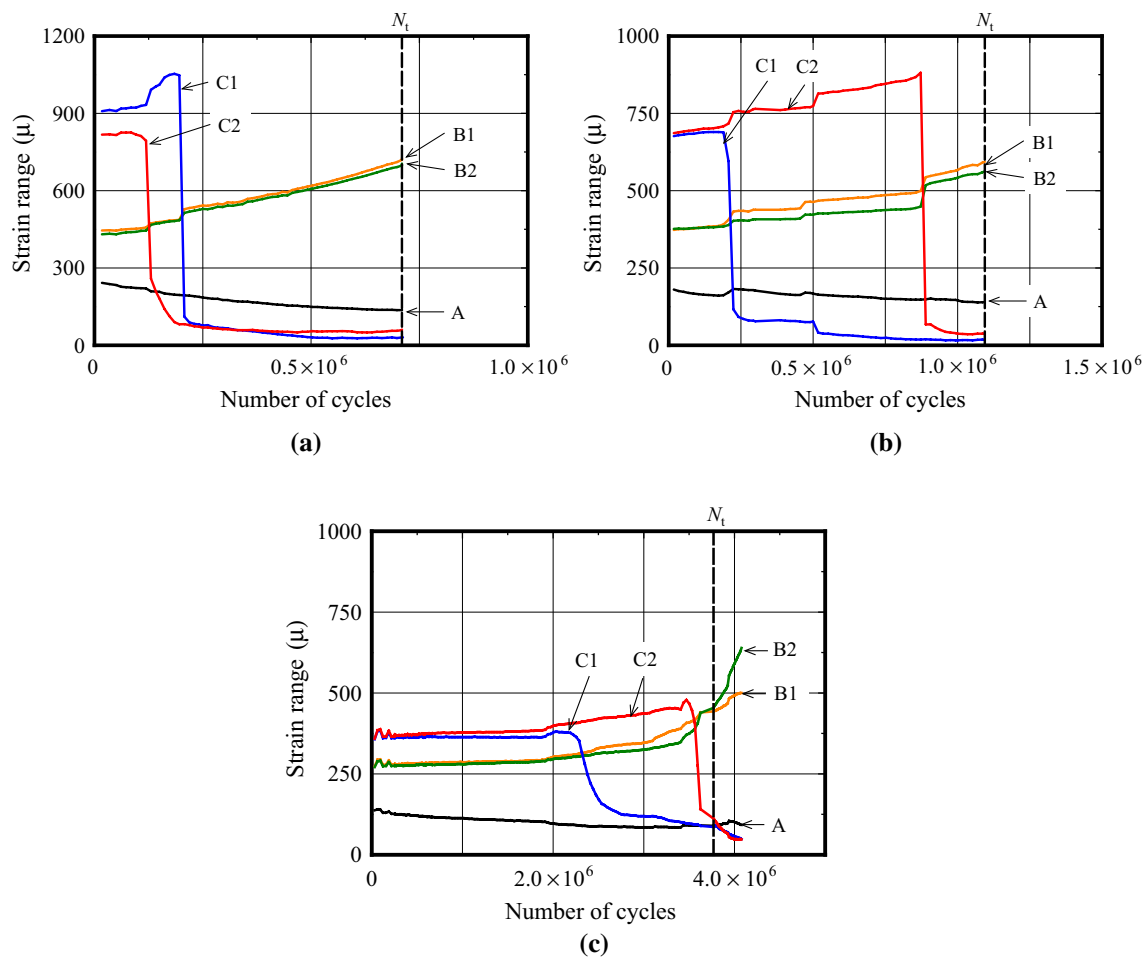 N_t
1200
900
600
300
0
Strain range (μ)
C1
C2
B1
B2
A
0
0.5×10^6
1.0×10^6
Number of cycles
(a)
N_t
1000
750
500
250
0
Strain range (μ)
C1
C2
B1
B2
A
0
0.5×10^6
1.0×10^6
1.5×10^6
Number of cycles
(b)
N_t
1000
750
500
250
0
Strain range (μ)
C1
C2
B2
B1
A
0
2.0×10^6
4.0×10^6
Number of cycles
(c)